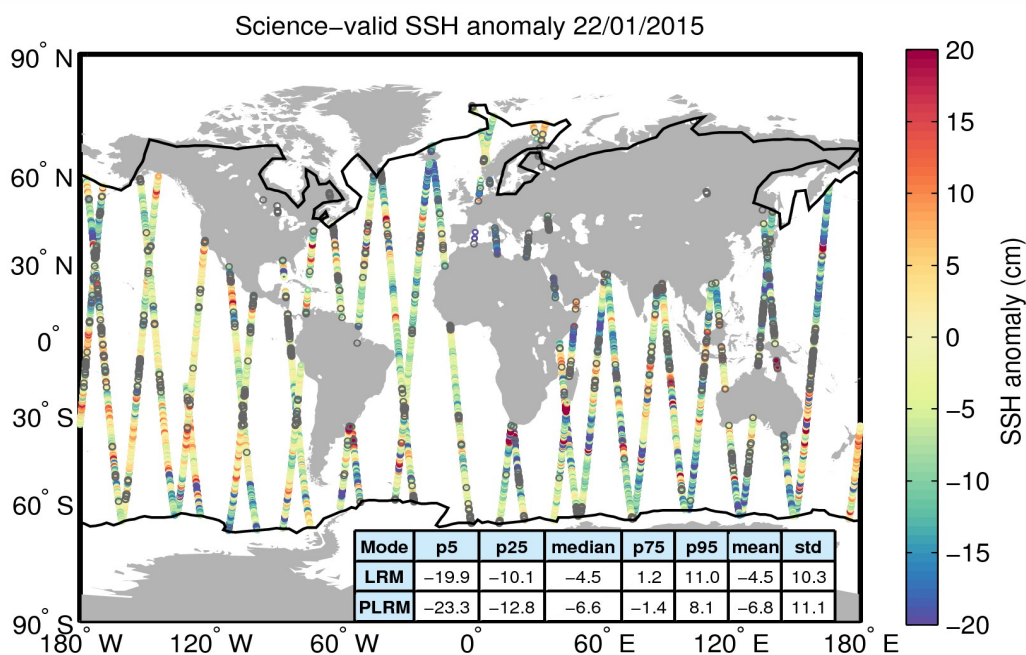 Science−valid SSH anomaly 22/01/2015
90° N
60° N
30° N
0°
30° S
60° S
90° S
180° W
120° W
60° W
0°
60° E
120° E
180° E
Mode p5 p25 median p75 p95 mean std
LRM −19.9 −10.1 −4.5 1.2 11.0 −4.5 10.3
PLRM −23.3 −12.8 −6.6 −1.4 8.1 −6.8 11.1
20
15
10
5
0
−5
−10
−15
−20
SSH anomaly (cm)